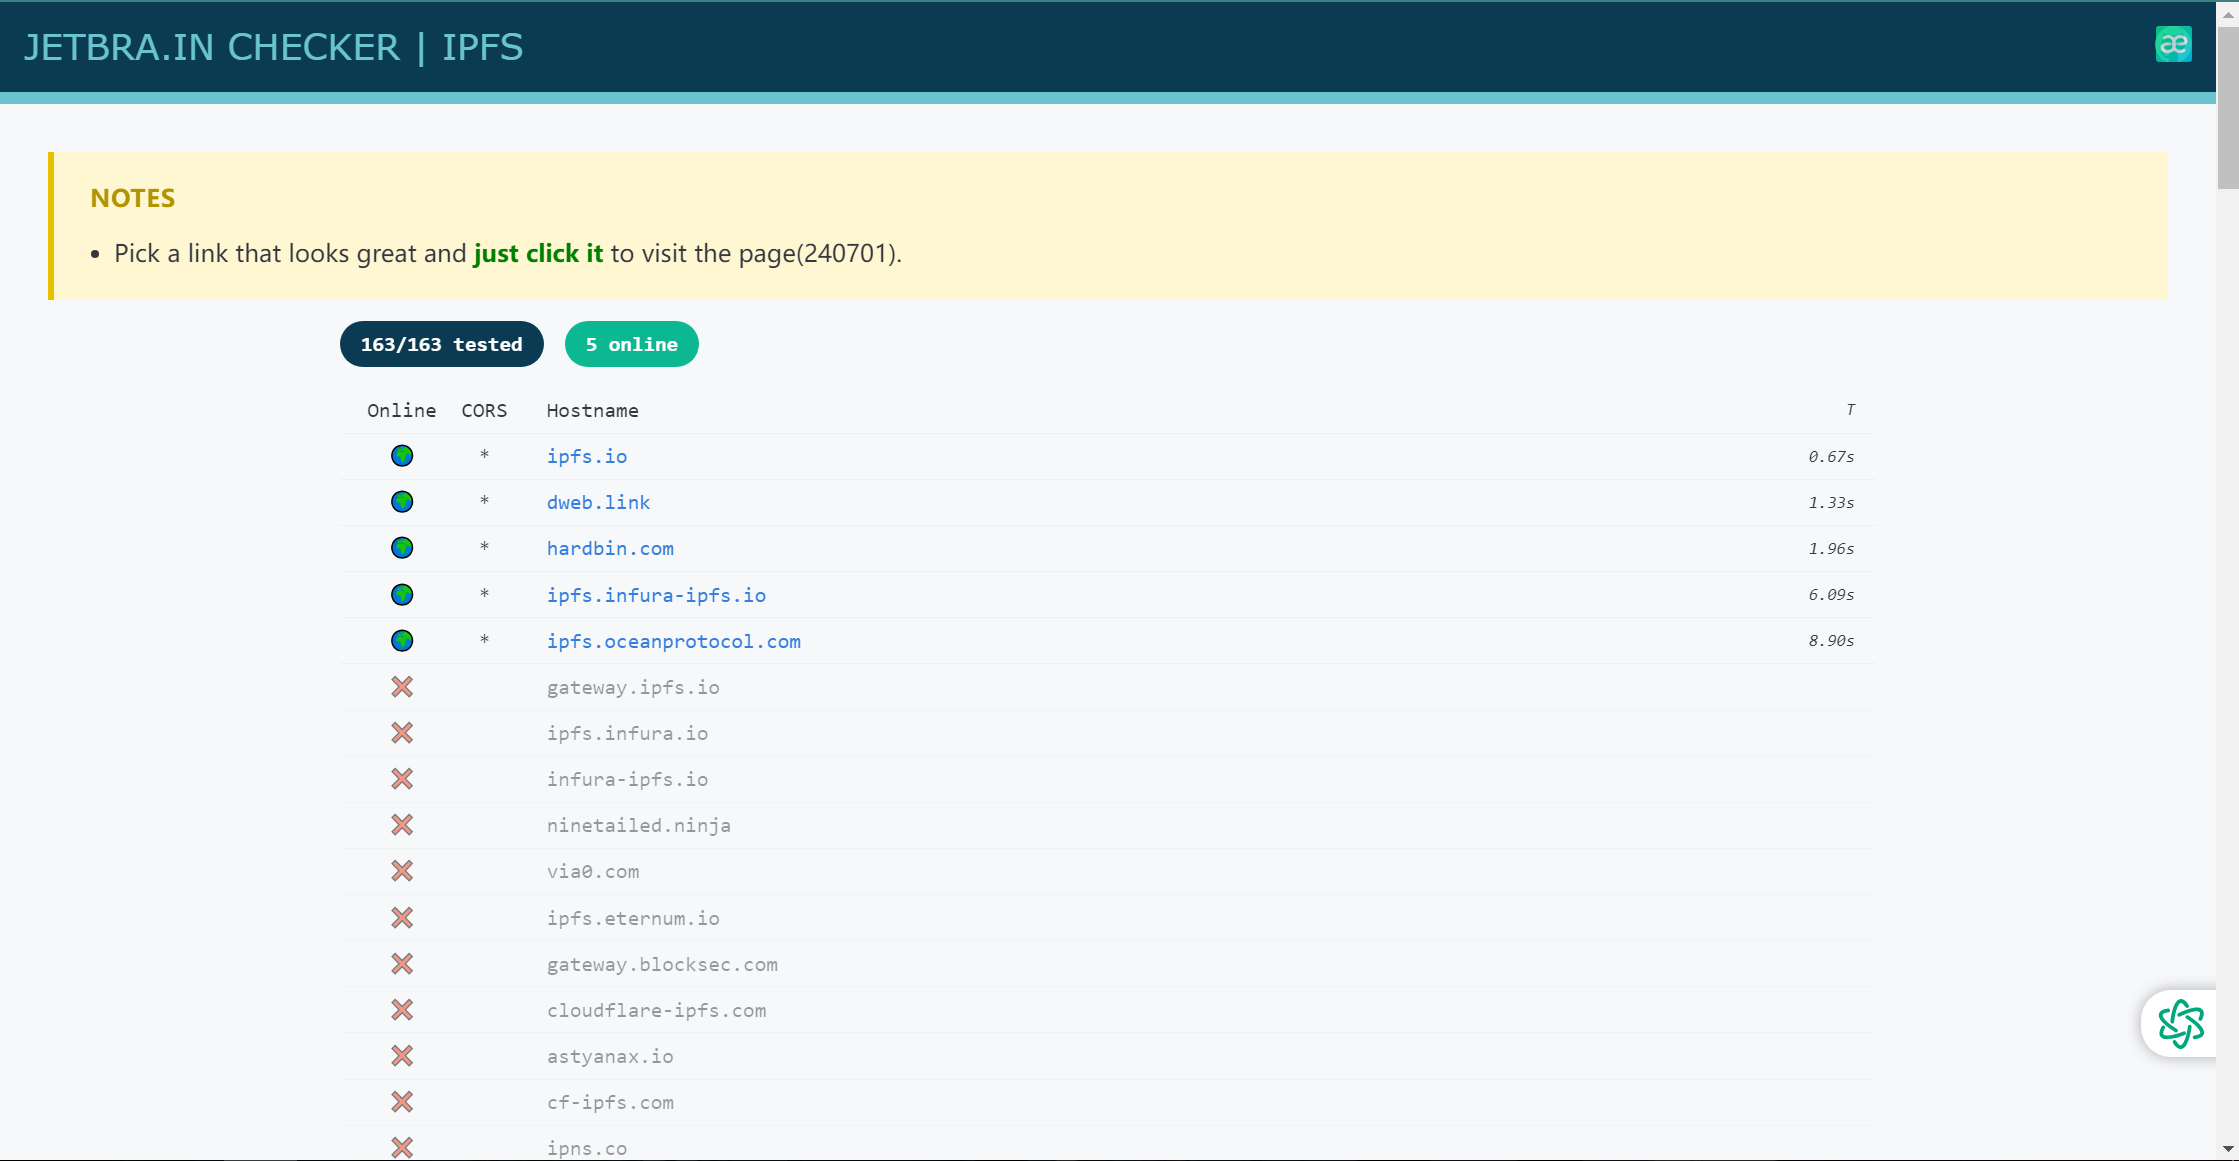 JETBRA.IN CHECKER | IPFS
æ
NOTES
• Pick a link that looks great and just click it to visit the page(240701).
163/163 tested 5 online
Online CORS Hostname T
* ipfs.io 0.67s
* dweb.link 1.33s
* hardbin.com 1.96s
* ipfs.infura-ipfs.io 6.09s
* ipfs.oceanprotocol.com 8.90s
gateway.ipfs.io
ipfs.infura.io
infura-ipfs.io
ninetailed.ninja
via0.com
ipfs.eternum.io
gateway.blocksec.com
cloudflare-ipfs.com
astyanax.io
cf-ipfs.com
ipns.co